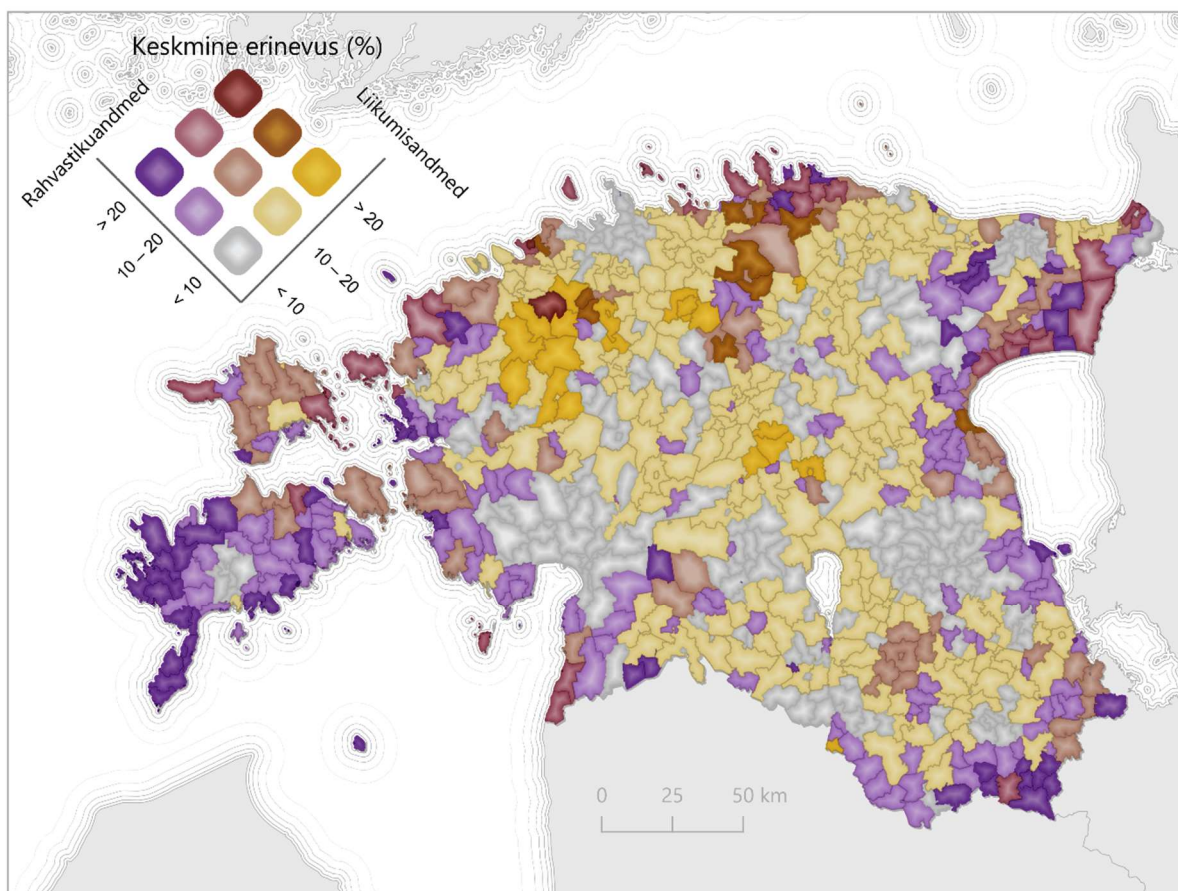 Keskmine erinevus (%)
Rahvastikuandmed
Liikumisandmed
> 20
10 – 20
< 10
< 10
10 – 20
> 20
0 25 50 km